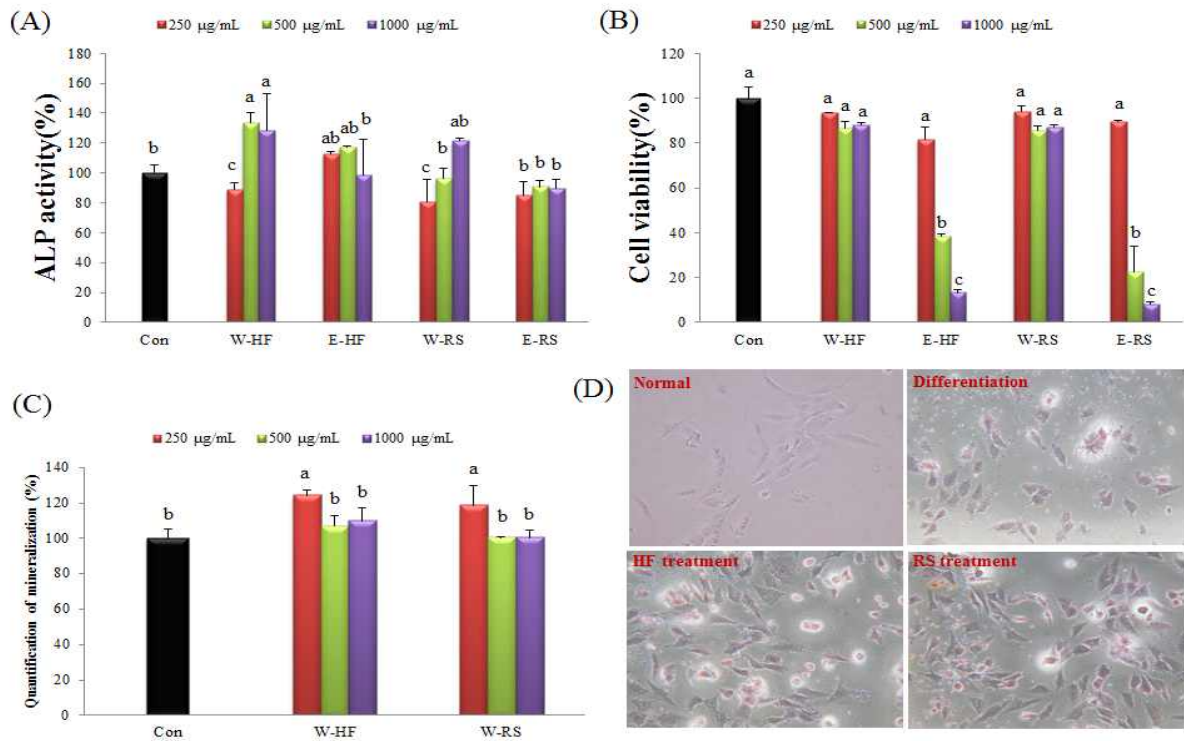 (A)
250 μg/mL 500 μg/mL 1000 μg/mL
ALP activity(%)
180
160
140
120
100
80
60
40
20
0
b
c a a
ab ab b
c b ab
b b b
Con W-HF E-HF W-RS E-RS
(B)
250 μg/mL 500 μg/mL 1000 μg/mL
Cell viability(%)
120
100
80
60
40
20
0
a
a a a
a b c
a a a
a b c
Con W-HF E-HF W-RS E-RS
(C)
250 μg/mL 500 μg/mL 1000 μg/mL
Quantification of mineralization (%)
140
120
100
80
60
40
20
0
b
a b b
a b b
Con W-HF W-RS
(D)
Normal
Differentiation
HF treatment
RS treatment